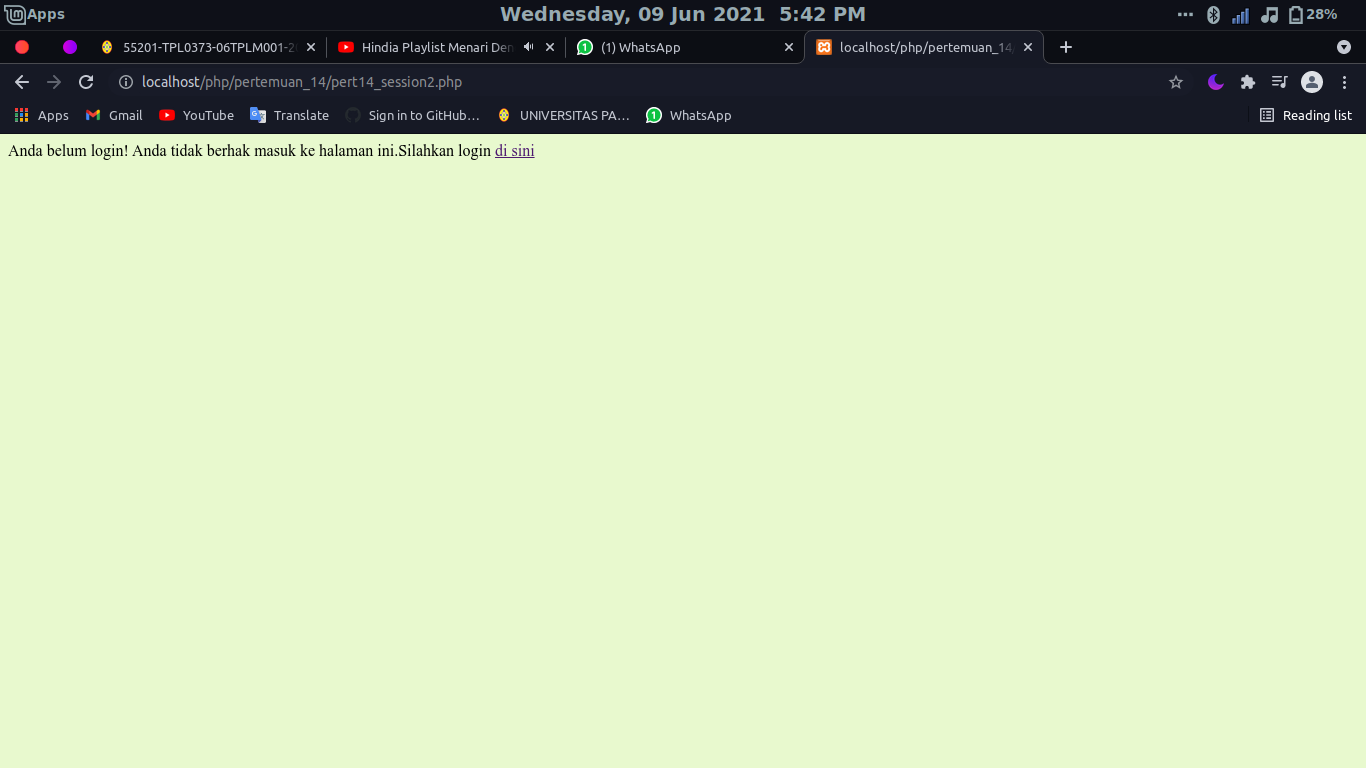 Apps
Wednesday, 09 Jun 2021 5:42 PM
28%
55201-TPL0373-06TPLM001-2
Hindia Playlist Menari Den
(1) WhatsApp
localhost/php/pertemuan_14/
localhost/php/pertemuan_14/pert14_session2.php
Apps
Gmail
YouTube
Translate
Sign in to GitHub...
UNIVERSITAS PA...
WhatsApp
Reading list
Anda belum login! Anda tidak berhak masuk ke halaman ini.Silahkan login di sini